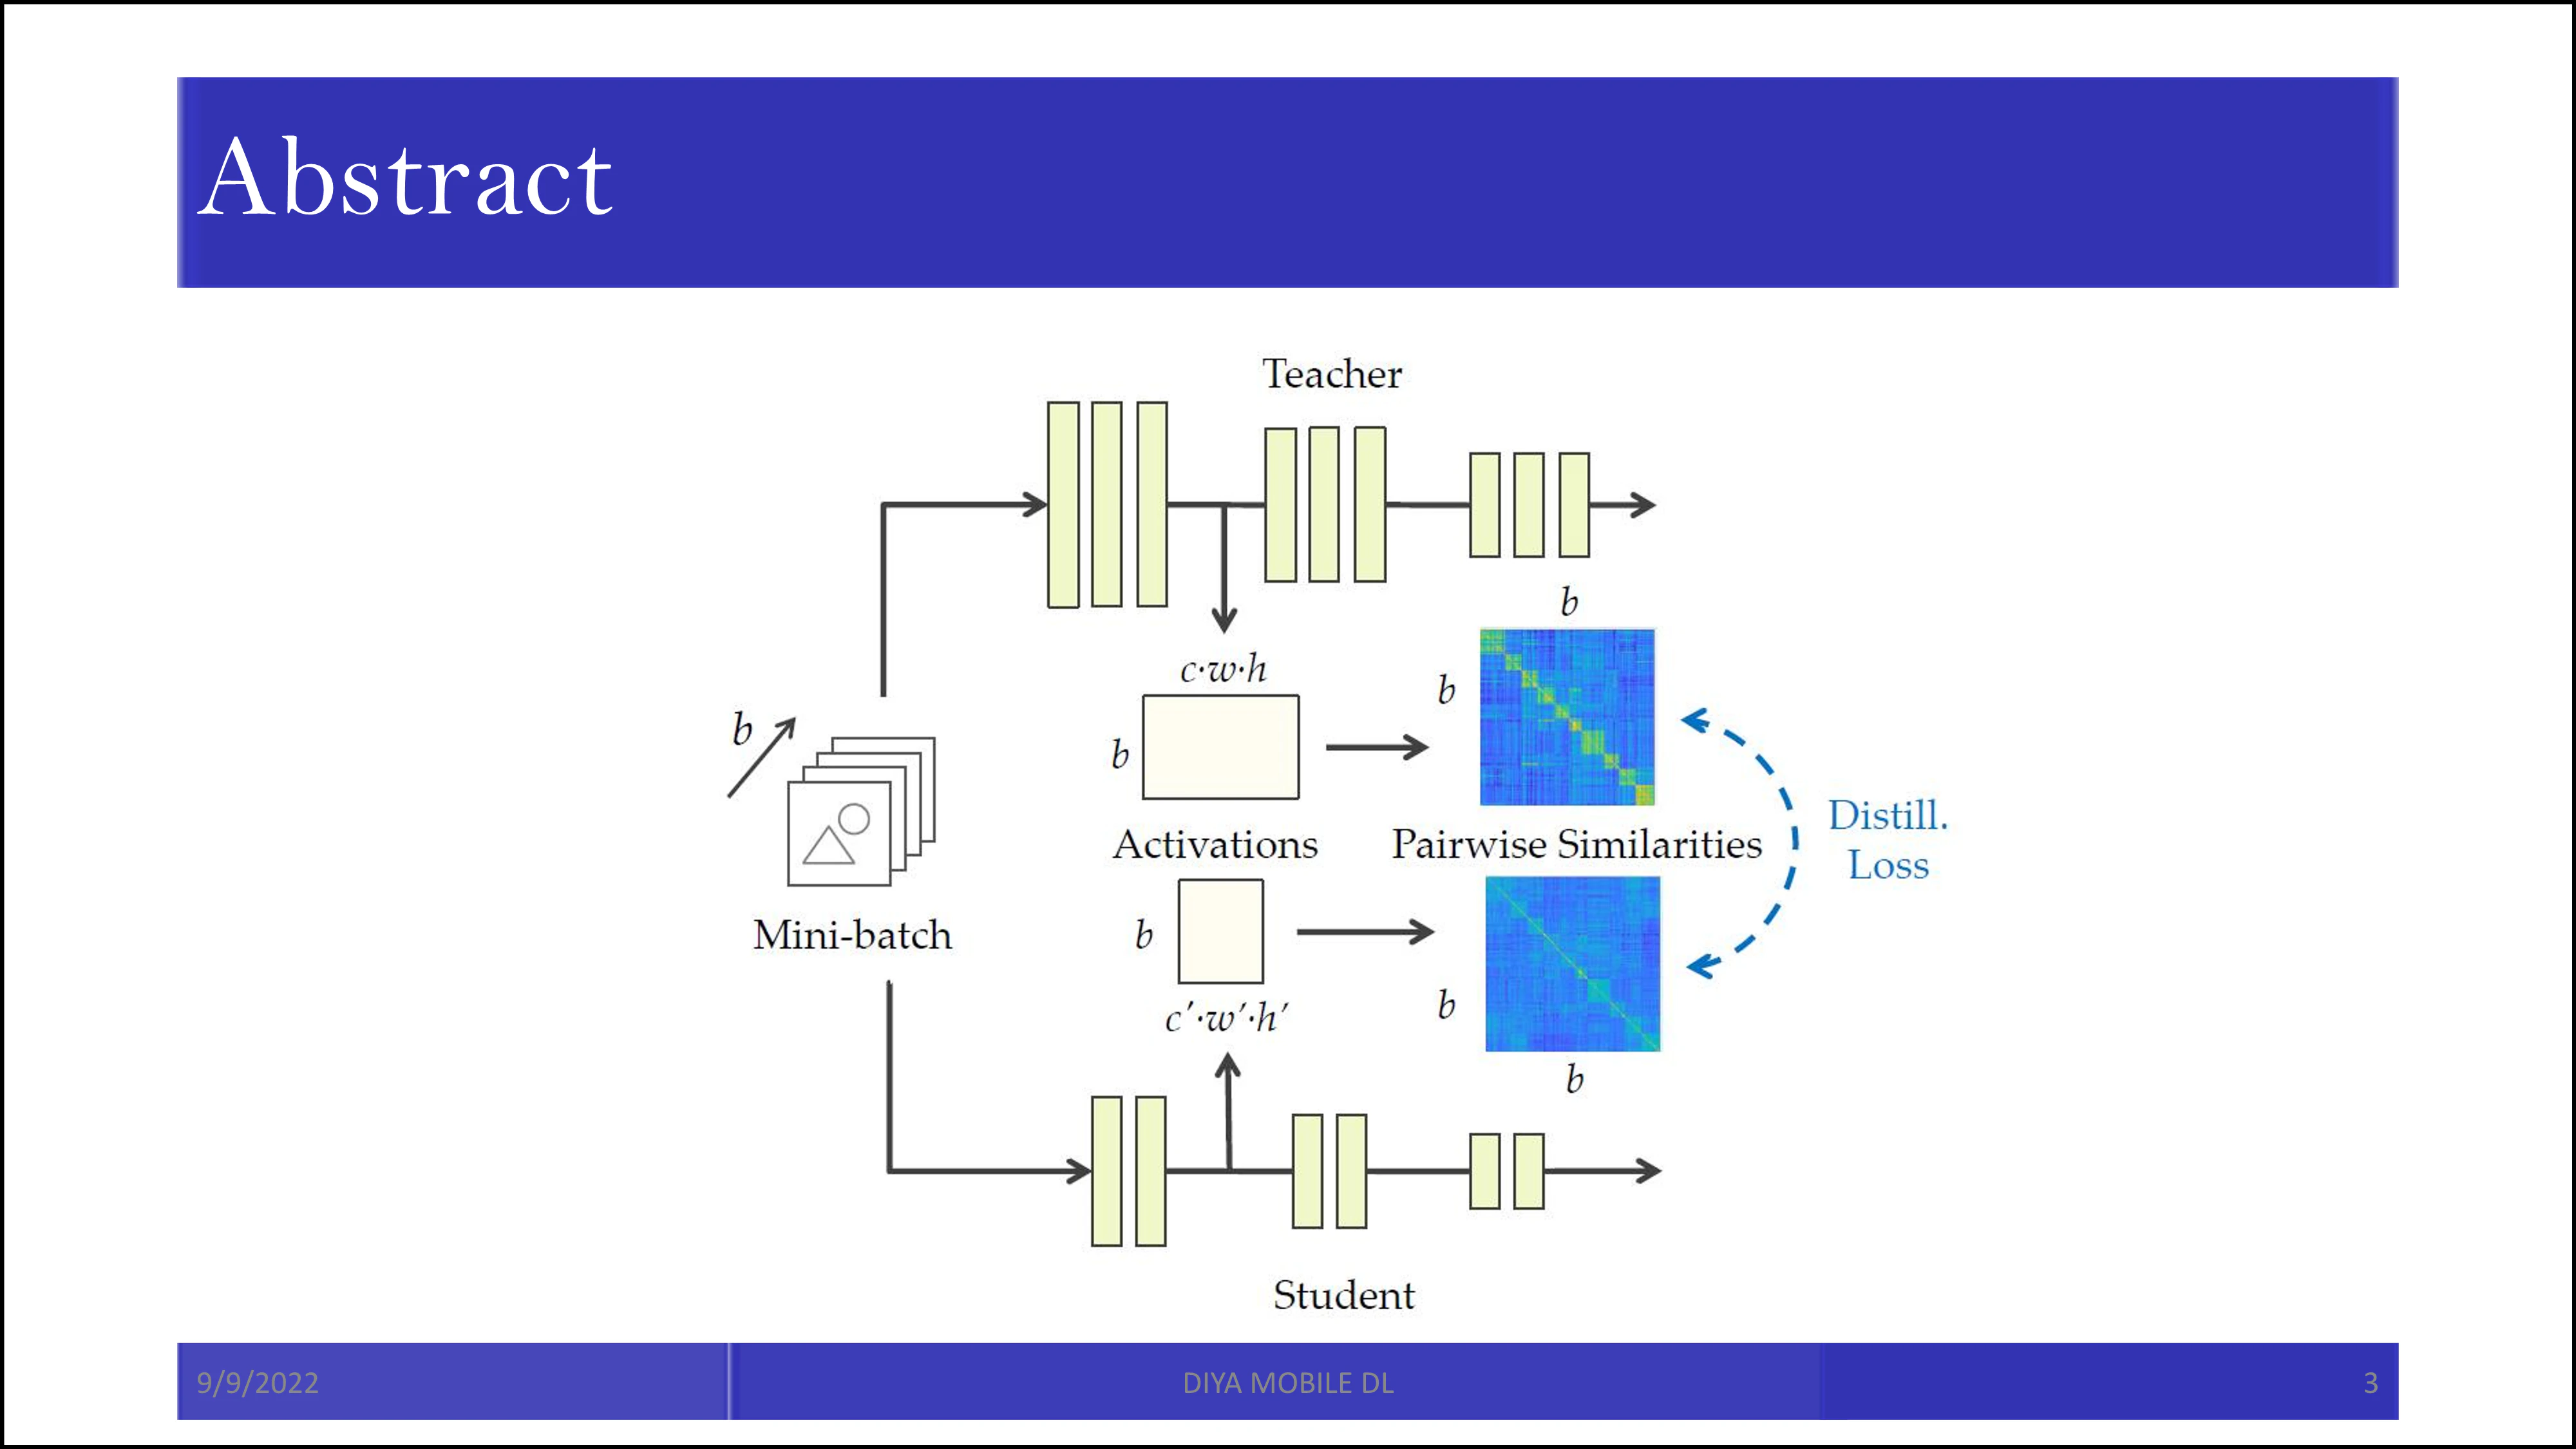 Abstract
Teacher
b
c·w·h
b
b
b
Activations
Pairwise Similarities
Distill.
Loss
Mini-batch
b
b
c′·w′·h′
b
Student
9/9/2022
DIYA MOBILE DL
3